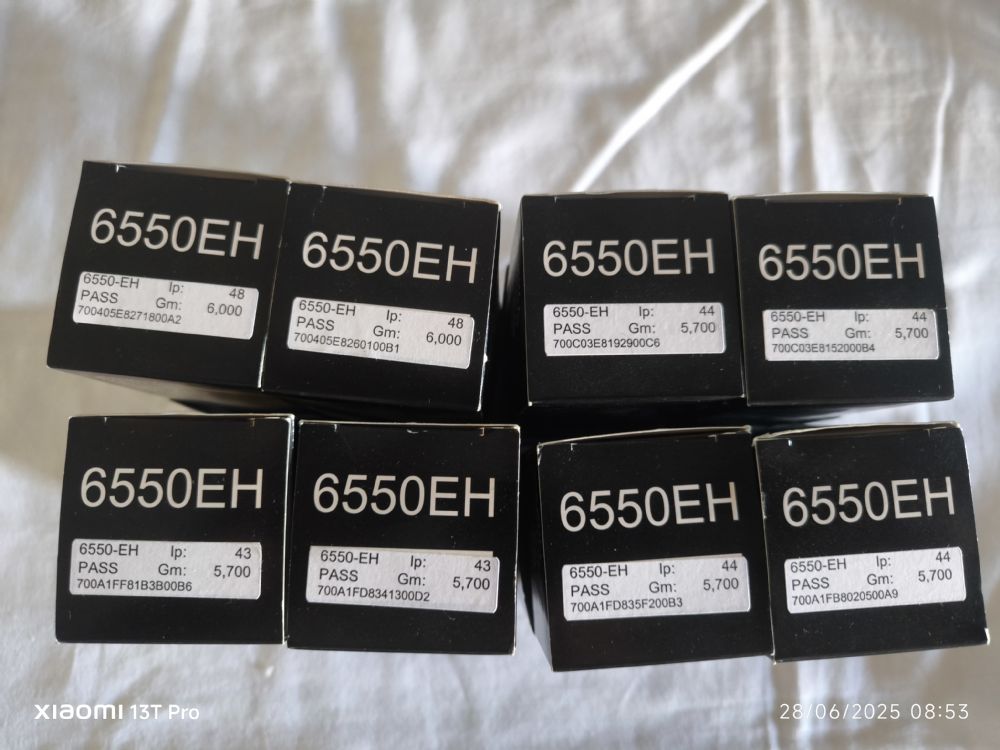 6550EH
6550-EH Ip: 48
PASS Gm: 6,000
700405E8271800A2
6550EH
6550-EH Ip: 48
PASS Gm: 6,000
700405E8260100B1
6550EH
6550-EH Ip: 44
PASS Gm: 5,700
700C03E8192900C6
6550EH
6550-EH Ip: 44
PASS Gm: 5,700
700C03E8152000B4
6550EH
6550-EH Ip: 43
PASS Gm: 5,700
700A1FF81B3B00B6
6550EH
6550-EH Ip: 43
PASS Gm: 5,700
700A1FD8341300D2
6550EH
6550-EH Ip: 44
PASS Gm: 5,700
700A1FD835F200B3
6550EH
6550-EH Ip: 44
PASS Gm: 5,700
700A1FB8020500A9
xiaomi 13T Pro
28/06/2025 08:53